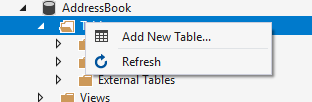 AddressBook
Add New Table...
Refresh
External Tables
Views